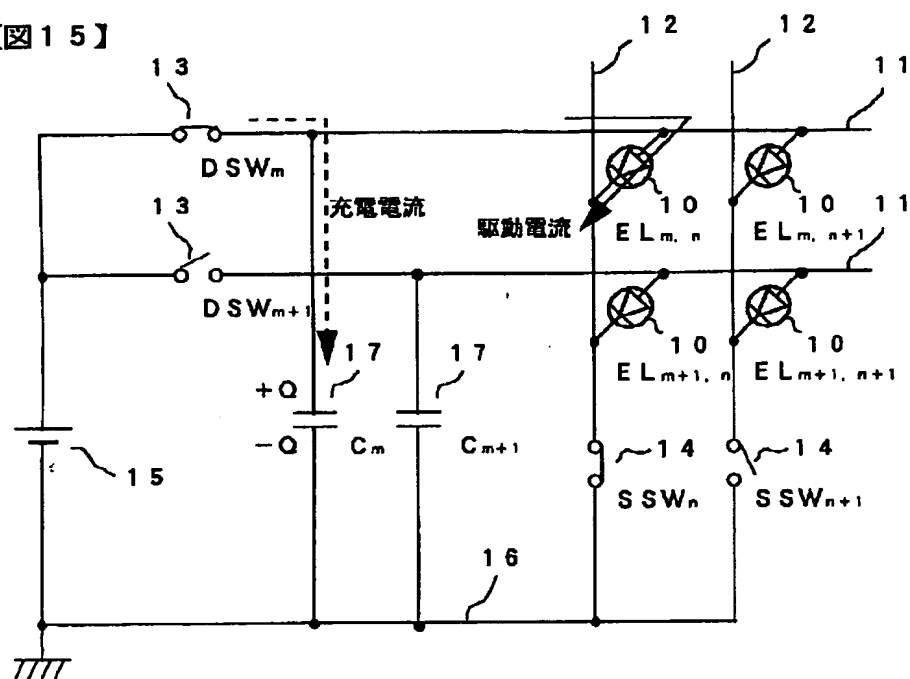 【図15】
12 12
13 11
DSWm
充電電流
13 10 10 11
駆動電流 ELm,n ELm,n+1
DSWm+1
17 17 10 10
+Q ELm+1,n ELm+1,n+1
−Q Cm Cm+1
15 14 14
SSWn SSWn+1
16